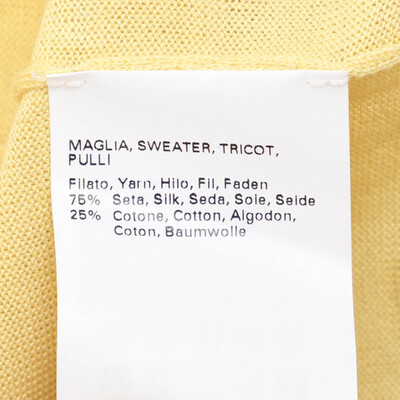 MAGLIA, SWEATER, TRICOT,
PULLI
Filato, Yarn, Hilo, Fil, Faden
75% Seta, Silk, Seda, Soie, Seide
25% Cotone, Cotton, Algodon,
Coton, Baumwolle